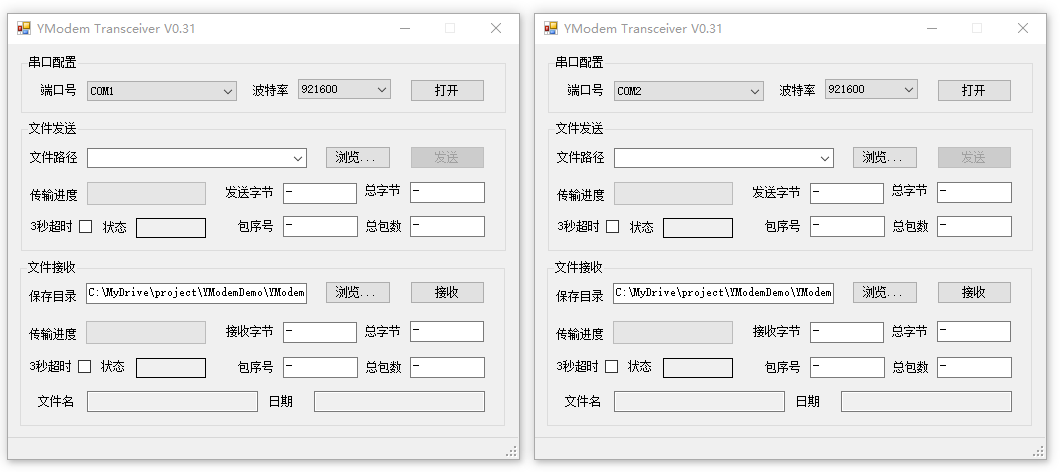 YModem Transceiver V0.31
串口配置
端口号 COM1 波特率 921600 打开
文件发送
文件路径 浏览... 发送
传输进度 发送字节 - 总字节 -
3秒超时 状态 包序号 - 总包数 -
文件接收
保存目录 C:\MyDrive\project\YModemDemo\YModem 浏览... 接收
传输进度 接收字节 - 总字节 -
3秒超时 状态 包序号 - 总包数 -
文件名 日期
YModem Transceiver V0.31
串口配置
端口号 COM2 波特率 921600 打开
文件发送
文件路径 浏览... 发送
传输进度 发送字节 - 总字节 -
3秒超时 状态 包序号 - 总包数 -
文件接收
保存目录 C:\MyDrive\project\YModemDemo\YModem 浏览... 接收
传输进度 接收字节 - 总字节 -
3秒超时 状态 包序号 - 总包数 -
文件名 日期